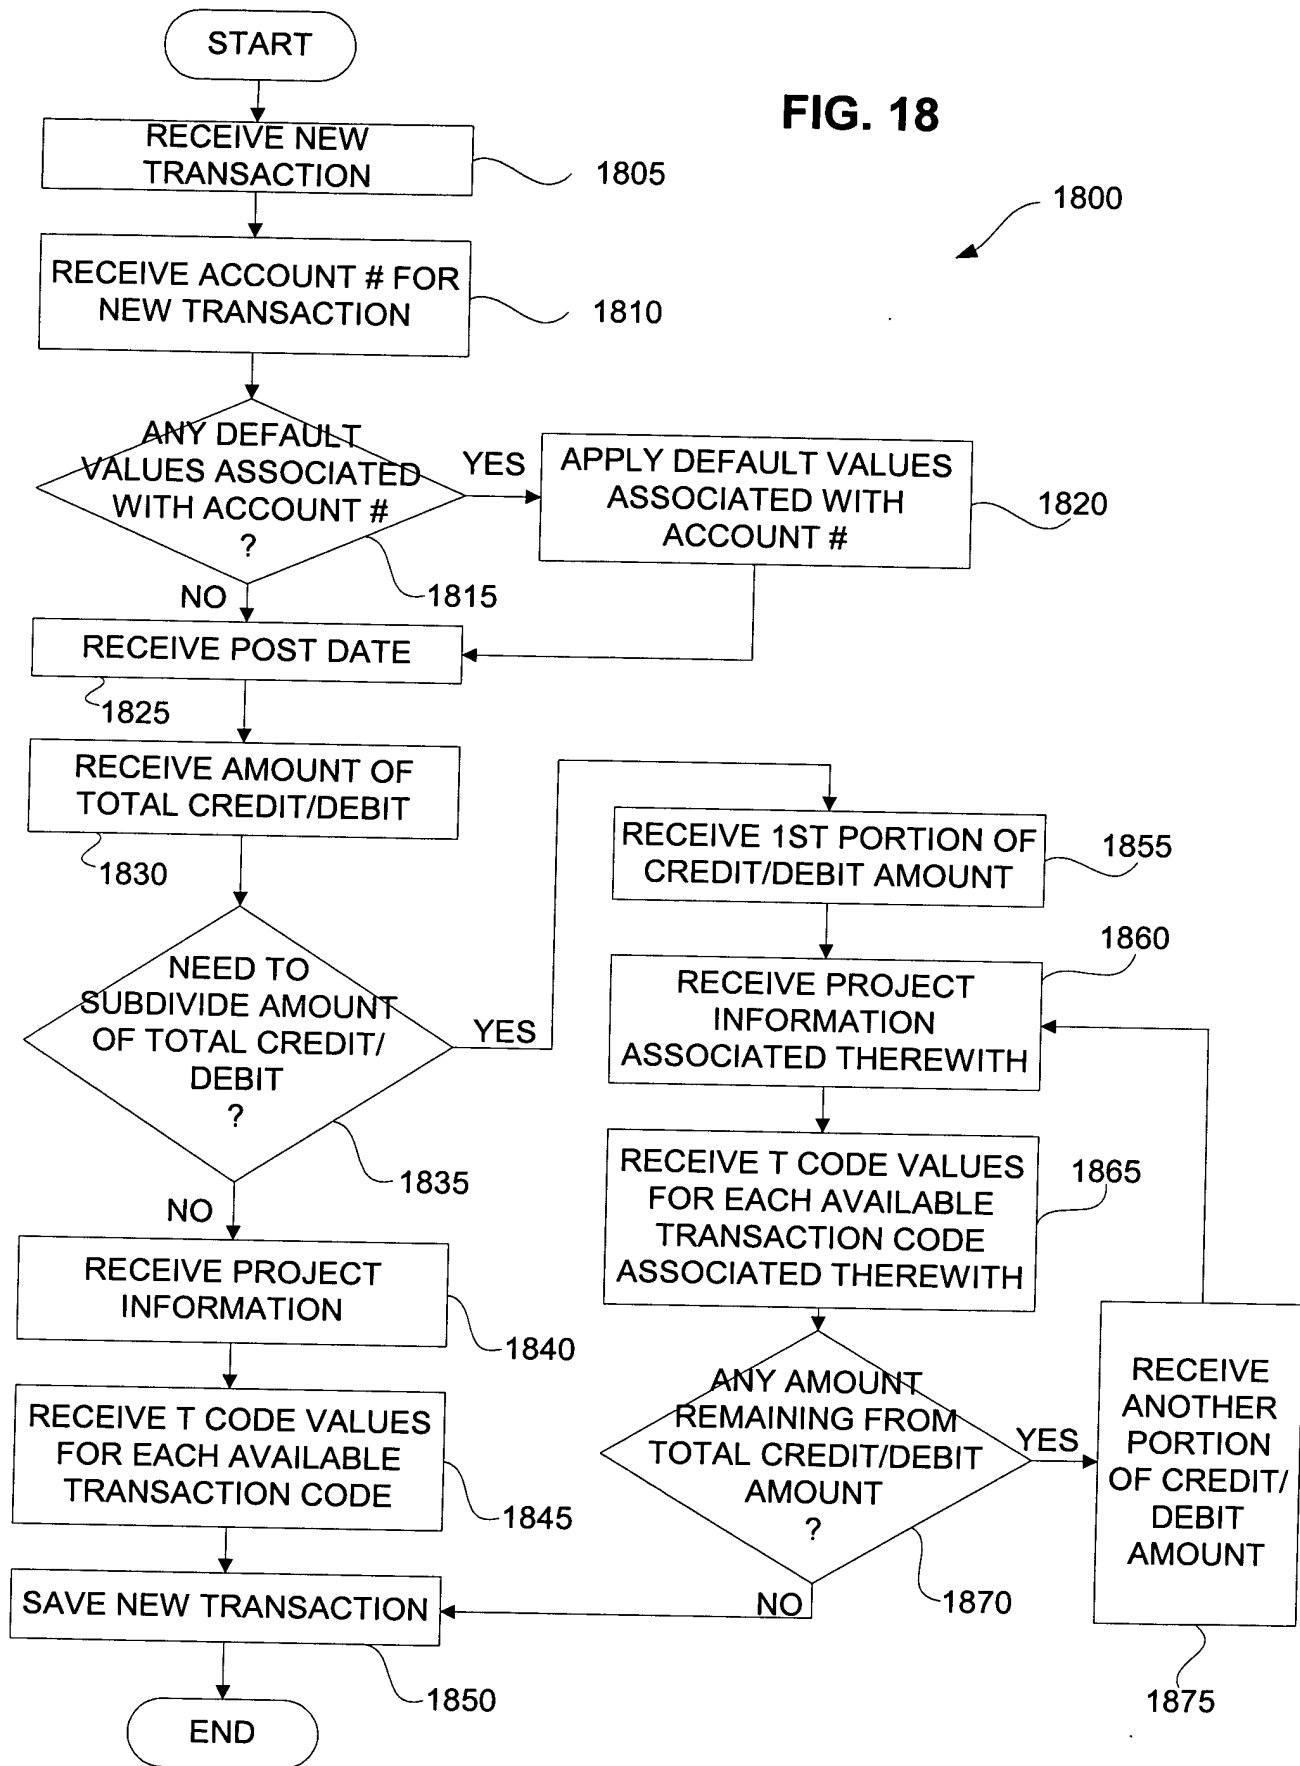 START
FIG. 18
RECEIVE NEW
TRANSACTION
1805
1800
RECEIVE ACCOUNT # FOR
NEW TRANSACTION
1810
ANY DEFAULT
VALUES ASSOCIATED
WITH ACCOUNT #
?
YES
APPLY DEFAULT VALUES
ASSOCIATED WITH
ACCOUNT #
1820
1815
NO
RECEIVE POST DATE
1825
RECEIVE AMOUNT OF
TOTAL CREDIT/DEBIT
1830
NEED TO
SUBDIVIDE AMOUNT
OF TOTAL CREDIT/
DEBIT
?
YES
1835
NO
RECEIVE PROJECT
INFORMATION
1840
RECEIVE T CODE VALUES
FOR EACH AVAILABLE
TRANSACTION CODE
1845
SAVE NEW TRANSACTION
1850
END
RECEIVE 1ST PORTION OF
CREDIT/DEBIT AMOUNT
1855
1860
RECEIVE PROJECT
INFORMATION
ASSOCIATED THEREWITH
RECEIVE T CODE VALUES
FOR EACH AVAILABLE
TRANSACTION CODE
ASSOCIATED THEREWITH
1865
ANY AMOUNT
REMAINING FROM
TOTAL CREDIT/DEBIT
AMOUNT
?
YES
NO
1870
RECEIVE
ANOTHER
PORTION
OF CREDIT/
DEBIT
AMOUNT
1875